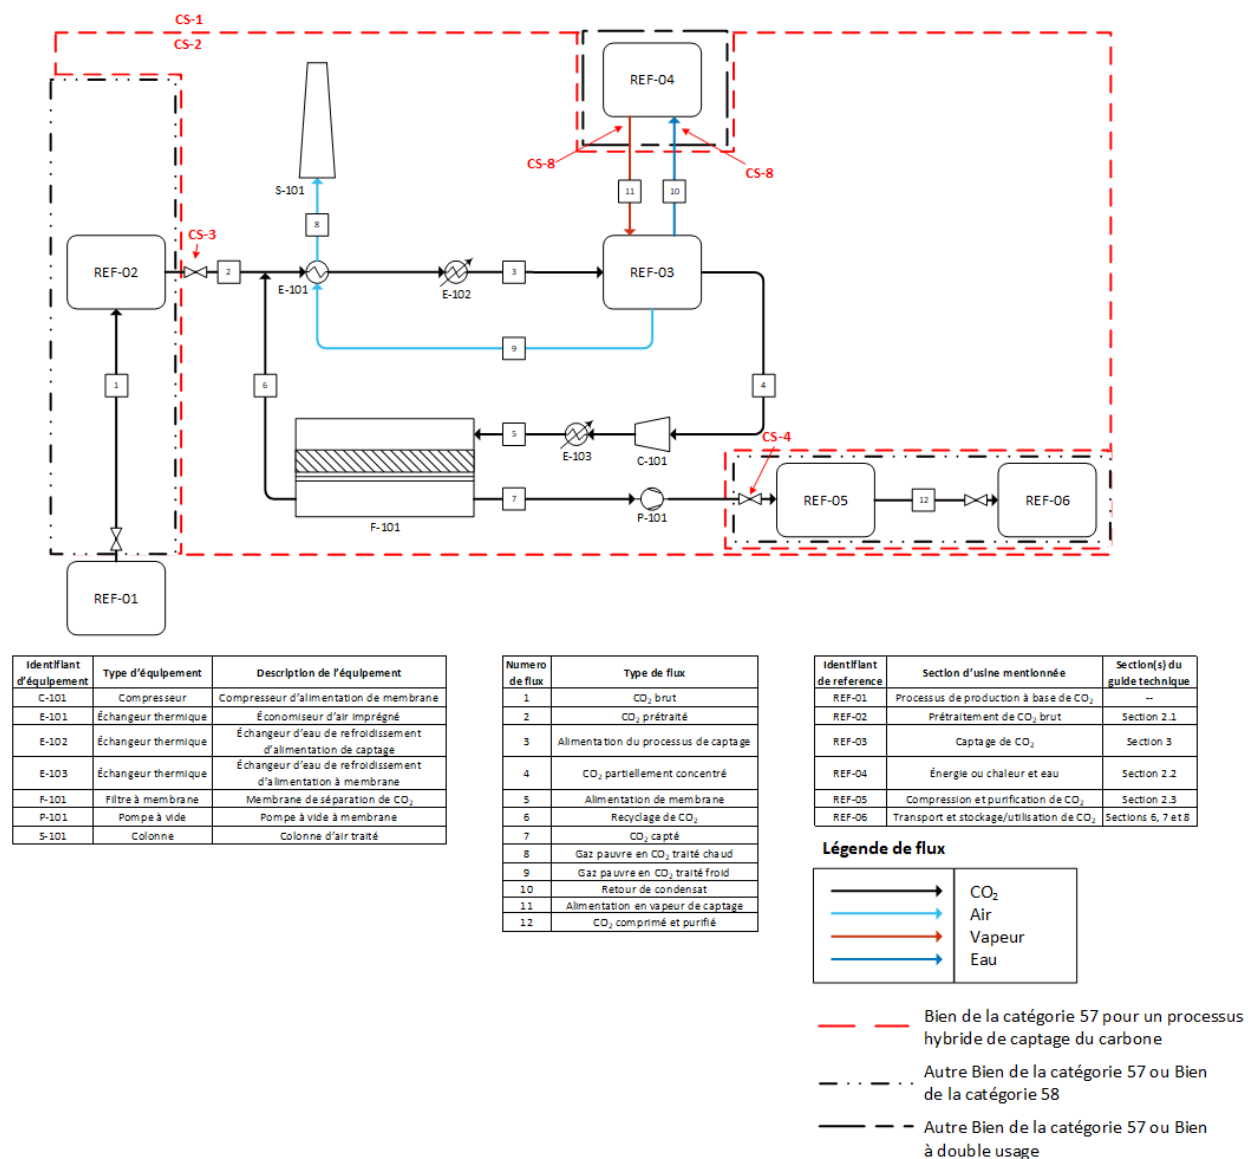 CS-1
CS-2
REF-04
CS-8
CS-8
S-101
11
10
8
REF-02
CS-3
2
E-101
E-102
3
REF-03
9
1
6
4
5
E-103
C-101
CS-4
7
P-101
F-101
REF-05
12
REF-06
REF-01
Identifiant d'équipement | Type d'équipement | Description de l'équipement
C-101 | Compresseur | Compresseur d'alimentation de membrane
E-101 | Échangeur thermique | Économiseur d'air imprégné
E-102 | Échangeur thermique | Échangeur d'eau de refroidissement d'alimentation de captage
E-103 | Échangeur thermique | Échangeur d'eau de refroidissement d'alimentation à membrane
F-101 | Filtre à membrane | Membrane de séparation de CO₂
P-101 | Pompe à vide | Pompe à vide à membrane
S-101 | Colonne | Colonne d'air traité
Numero de flux | Type de flux
1 | CO₂ brut
2 | CO₂ prétraité
3 | Alimentation du processus de captage
4 | CO₂ partiellement concentré
5 | Alimentation de membrane
6 | Recyclage de CO₂
7 | CO₂ capté
8 | Gaz pauvre en CO₂ traité chaud
9 | Gaz pauvre en CO₂ traité froid
10 | Retour de condensat
11 | Alimentation en vapeur de captage
12 | CO₂ comprimé et purifié
Identifiant de reference | Section d'usine mentionnée | Section(s) du guide technique
REF-01 | Processus de production à base de CO₂ | --
REF-02 | Prétraitement de CO₂ brut | Section 2.1
REF-03 | Captage de CO₂ | Section 3
REF-04 | Énergie ou chaleur et eau | Section 2.2
REF-05 | Compression et purification de CO₂ | Section 2.3
REF-06 | Transport et stockage/utilisation de CO₂ | Sections 6, 7 et 8
Légende de flux
CO₂
Air
Vapeur
Eau
Bien de la catégorie 57 pour un processus
hybride de captage du carbone
Autre Bien de la catégorie 57 ou Bien
de la catégorie 58
Autre Bien de la catégorie 57 ou Bien
à double usage